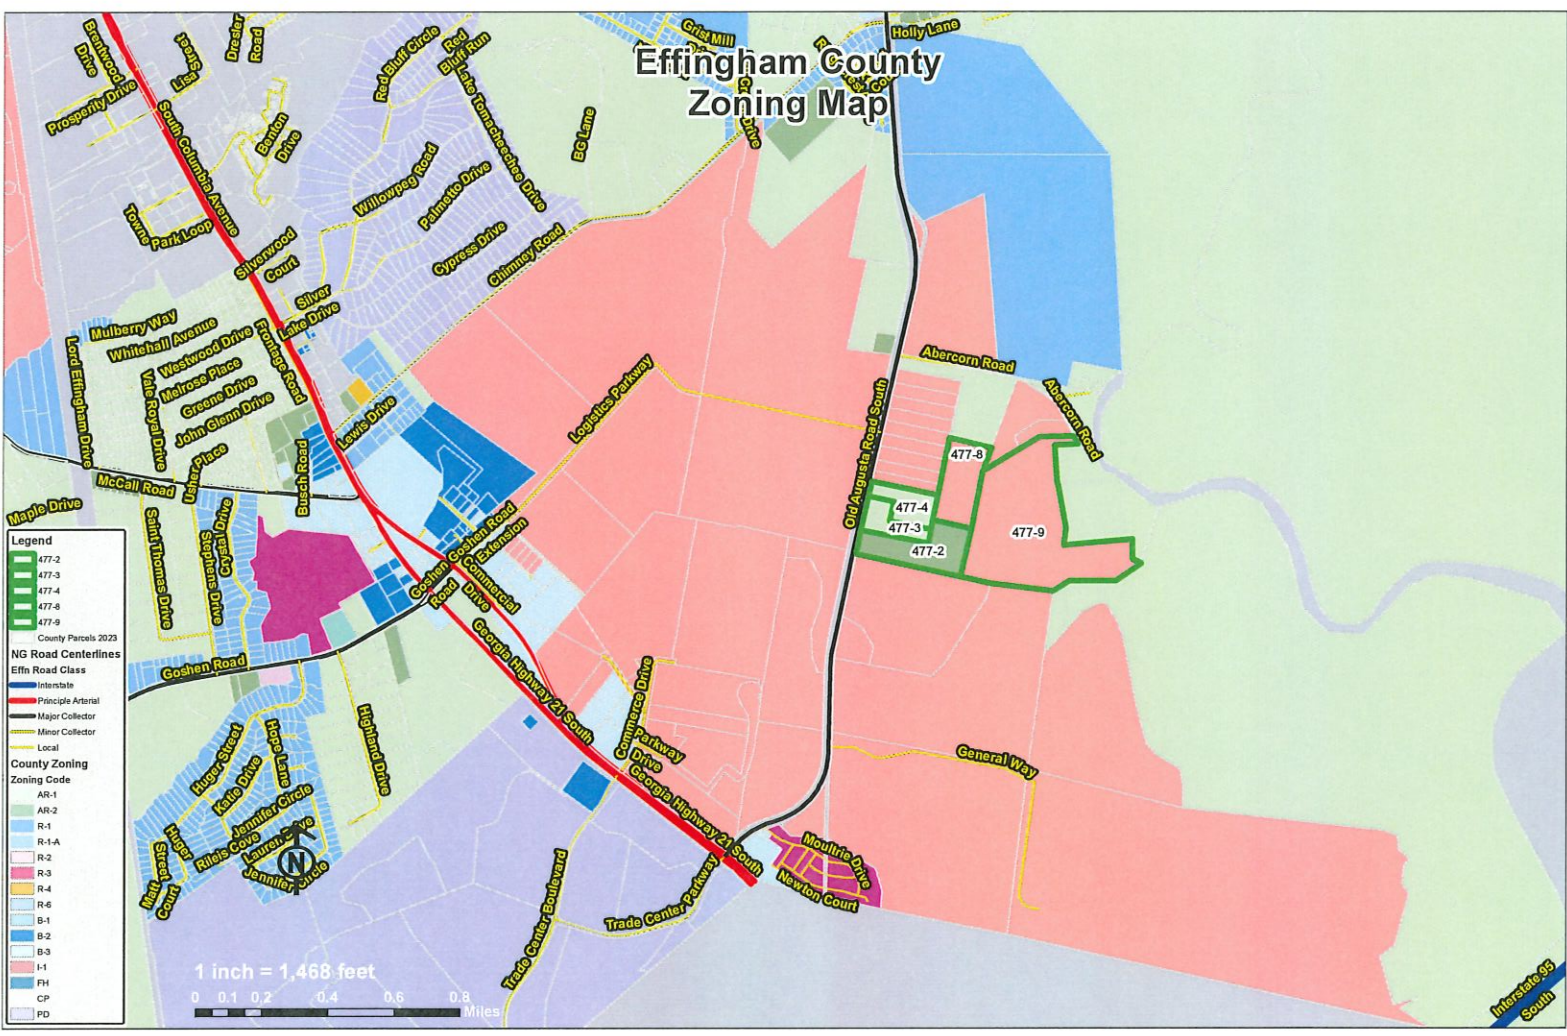 Effingham County
Zoning Map
Brentwood
Drive
Prosperity Drive
Lisa
Street
Dresler
Road
South Columbia Avenue
Benton
Drive
Towne
Park Loop
Silverwood
Court
Silver
Lake Drive
Red Bluff Circle
Red
Bluff Run
Lake Tomacheechee Drive
Willowpeg Road
Palmetto Drive
Cypress Drive
Chimney Road
BG Lane
Grist Mill
Drive
Holly Lane
Mulberry Way
Whitehall Avenue
Westwood Drive
Melrose Place
Greene Drive
John Glenn Drive
Frontage Road
Lord Effingham Drive
Vale Royal Drive
Usher Place
Busch Road
Lewis Drive
McCall Road
Maple Drive
Logistics Parkway
Abercorn Road
Abercorn Road
Old Augusta Road South
477-8
477-4
477-3
477-2
477-9
Saint Thomas Drive
Stephens Drive
Crystal Drive
Goshen Road
Extension
Goshen
Road
Commercial
Drive
Georgia Highway 21 South
Goshen Road
Highland Drive
Huger Street
Hope Lane
Katie Drive
Jennifer Circle
Huger
Street
Rileis Cove
Lauren Drive
Jennifer Circle
Matt
Court
N
Commerce Drive
Parkway
Drive
Georgia Highway 21 South
General Way
Moultrie Drive
Newton Court
Trade Center Parkway
Trade Center Boulevard
Interstate 95
South
Legend
477-2
477-3
477-4
477-8
477-9
County Parcels 2023
NG Road Centerlines
Effn Road Class
Interstate
Principle Arterial
Major Collector
Minor Collector
Local
County Zoning
Zoning Code
AR-1
AR-2
R-1
R-1-A
R-2
R-3
R-4
R-6
B-1
B-2
B-3
I-1
FH
CP
PD
1 inch = 1,468 feet
0 0.1 0.2 0.4 0.6 0.8
Miles